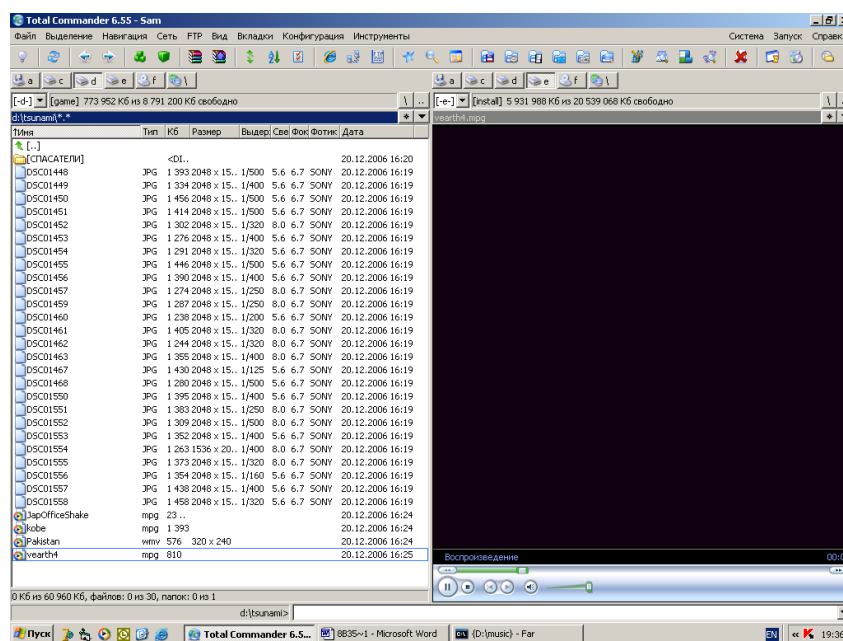 Total Commander 6.55 - Sam
Файл Выделение Навигация Сеть FTP Вид Вкладки Конфигурация Инструменты Система Запуск Справк
a c d e f \ a c d e f \
[-d-] [game] 773 952 Кб из 8 791 200 Кб свободно \ .. [-e-] [install] 5 931 988 Кб из 20 539 068 Кб свободно \
d:\tsunami\*.* * vearth4.mpg *
Имя Тип Кб Размер Выдер: Све Фок Фотик Дата
[..]
[СПАСАТЕЛИ] <DI.. 20.12.2006 16:20
DSC01448 JPG 1 393 2048 x 15.. 1/500 5.6 6.7 SONY 20.12.2006 16:19
DSC01449 JPG 1 334 2048 x 15.. 1/400 5.6 6.7 SONY 20.12.2006 16:19
DSC01450 JPG 1 456 2048 x 15.. 1/500 5.6 6.7 SONY 20.12.2006 16:19
DSC01451 JPG 1 414 2048 x 15.. 1/500 5.6 6.7 SONY 20.12.2006 16:19
DSC01452 JPG 1 302 2048 x 15.. 1/320 8.0 6.7 SONY 20.12.2006 16:19
DSC01453 JPG 1 276 2048 x 15.. 1/400 5.6 6.7 SONY 20.12.2006 16:19
DSC01454 JPG 1 291 2048 x 15.. 1/320 5.6 6.7 SONY 20.12.2006 16:19
DSC01455 JPG 1 446 2048 x 15.. 1/500 5.6 6.7 SONY 20.12.2006 16:19
DSC01456 JPG 1 390 2048 x 15.. 1/400 5.6 6.7 SONY 20.12.2006 16:19
DSC01457 JPG 1 274 2048 x 15.. 1/250 8.0 6.7 SONY 20.12.2006 16:19
DSC01459 JPG 1 287 2048 x 15.. 1/250 8.0 6.7 SONY 20.12.2006 16:19
DSC01460 JPG 1 238 2048 x 15.. 1/200 5.6 6.7 SONY 20.12.2006 16:19
DSC01461 JPG 1 405 2048 x 15.. 1/320 8.0 6.7 SONY 20.12.2006 16:19
DSC01462 JPG 1 244 2048 x 15.. 1/320 8.0 6.7 SONY 20.12.2006 16:19
DSC01463 JPG 1 355 2048 x 15.. 1/400 8.0 6.7 SONY 20.12.2006 16:19
DSC01467 JPG 1 430 2048 x 15.. 1/125 5.6 6.7 SONY 20.12.2006 16:19
DSC01468 JPG 1 280 2048 x 15.. 1/500 5.6 6.7 SONY 20.12.2006 16:19
DSC01550 JPG 1 395 2048 x 15.. 1/400 5.6 6.7 SONY 20.12.2006 16:19
DSC01551 JPG 1 383 2048 x 15.. 1/250 8.0 6.7 SONY 20.12.2006 16:19
DSC01552 JPG 1 309 2048 x 15.. 1/500 8.0 6.7 SONY 20.12.2006 16:19
DSC01553 JPG 1 352 2048 x 15.. 1/400 5.6 6.7 SONY 20.12.2006 16:19
DSC01554 JPG 1 263 1536 x 20.. 1/400 8.0 6.7 SONY 20.12.2006 16:19
DSC01555 JPG 1 373 2048 x 15.. 1/320 8.0 6.7 SONY 20.12.2006 16:19
DSC01556 JPG 1 354 2048 x 15.. 1/160 5.6 6.7 SONY 20.12.2006 16:19
DSC01557 JPG 1 438 2048 x 15.. 1/400 5.6 6.7 SONY 20.12.2006 16:19
DSC01558 JPG 1 458 2048 x 15.. 1/320 5.6 6.7 SONY 20.12.2006 16:19
JapOfficeShake mpg 23 .. 20.12.2006 16:24
kobe mpg 1 393 20.12.2006 16:24
Pakistan wmv 576 320 x 240 20.12.2006 16:24
vearth4 mpg 810 20.12.2006 16:25
Воспроизведение 00:0
0 Кб из 60 960 Кб, файлов: 0 из 30, папок: 0 из 1
d:\tsunami>
Пуск Total Commander 6.5... 8B35~1 - Microsoft Word {D:\music} - Far EN « 19:36